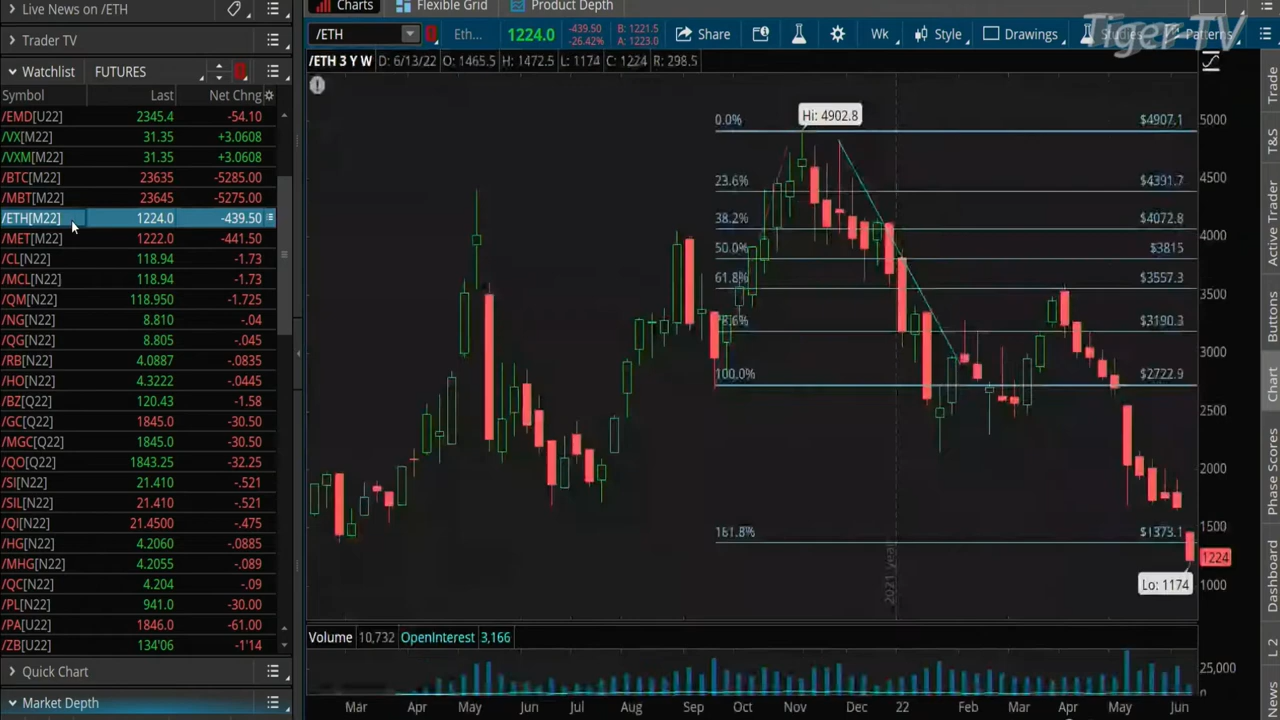 Live News on /ETH
Trader TV
Watchlist FUTURES
Symbol Last Net Chng
/EMD[U22] 2345.4 -54.10
/VX[M22] 31.35 +3.0608
/VXM[M22] 31.35 +3.0608
/BTC[M22] 23635 -5285.00
/MBT[M22] 23645 -5275.00
/ETH[M22] 1224.0 -439.50
/MET[M22] 1222.0 -441.50
/CL[N22] 118.94 -1.73
/MCL[N22] 118.94 -1.73
/QM[N22] 118.950 -1.725
/NG[N22] 8.810 -.04
/QG[N22] 8.805 -.045
/RB[N22] 4.0887 -.0835
/HO[N22] 4.3222 -.0445
/BZ[Q22] 120.43 -1.58
/GC[Q22] 1845.0 -30.50
/MGC[Q22] 1845.0 -30.50
/QO[Q22] 1843.25 -32.25
/SI[N22] 21.410 -.521
/SIL[N22] 21.410 -.521
/QI[N22] 21.4500 -.475
/HG[N22] 4.2060 -.0885
/MHG[N22] 4.2055 -.089
/QC[N22] 4.204 -.09
/PL[N22] 941.0 -30.00
/PA[U22] 1846.0 -61.00
/ZB[U22] 134'06 -1'14
Quick Chart
Market Depth
Charts Flexible Grid Product Depth
/ETH Eth... 1224.0 -439.50 -26.42% B: 1221.5 A: 1223.0 Share Wk Style Drawings Studies Patterns
Tiger TV
/ETH 3 Y W D: 6/13/22 O: 1465.5 H: 1472.5 L: 1174 C: 1224 R: 298.5
Hi: 4902.8
0.0% $4907.1
23.6% $4391.7
38.2% $4072.8
50.0% $3815
61.8% $3557.3
78.6% $3190.3
100.0% $2722.9
161.8% $1373.1
2021 year
Lo: 1174
5000
4500
4000
3500
3000
2500
2000
1500
1224
1000
Volume 10,732 OpenInterest 3,166
25,000
0
Mar Apr May Jun Jul Aug Sep Oct Nov Dec 22 Feb Mar Apr May Jun
Trade
T&S
Active Trader
Buttons
Chart
Phase Scores
Dashboard
L 2
News